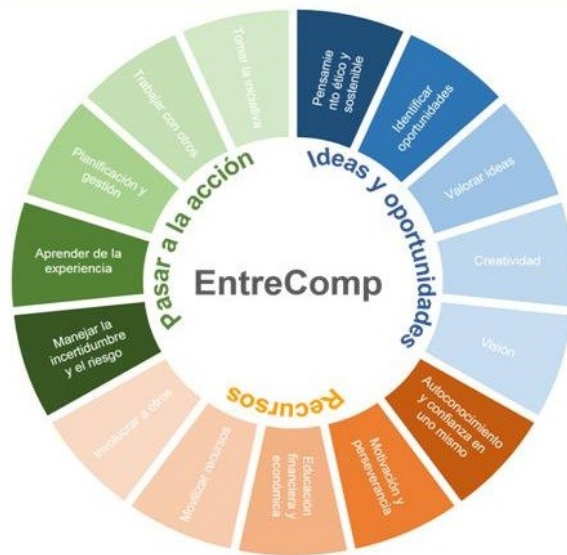 Pensamie
nto ético y
sostenible
Identificar
oportunidades
Valorar ideas
Creatividad
Visión
Autoconocimiento
y confianza en
uno mismo
Motivación y
perseverancia
Educación
financiera y
económica
Movilizar recursos
Involucrar a otros
Manejar la
incertidumbre
y el riesgo
Aprender de la
experiencia
Planificación y
gestión
Trabajar con otros
Tomar la iniciativa
Ideas y oportunidades
Recursos
Pasar a la acción
EntreComp